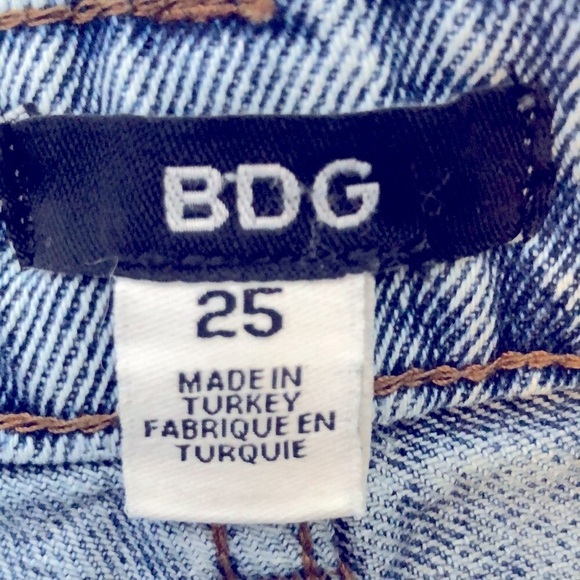 BDG
25
MADE IN
TURKEY
FABRIQUE EN
TURQUIE